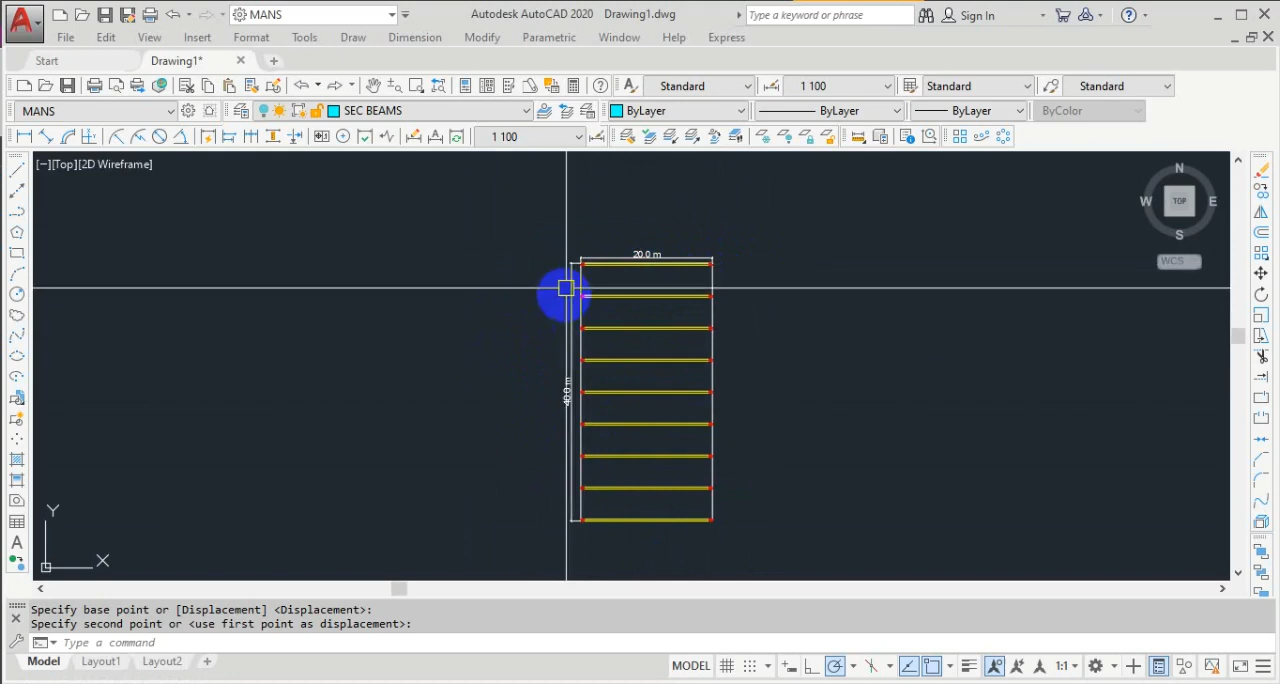 MANS
Autodesk AutoCAD 2020 Drawing1.dwg
Type a keyword or phrase
Sign In
File Edit View Insert Format Tools Draw Dimension Modify Parametric Window Help Express
Start Drawing1*
Standard 1 100 Standard Standard
MANS SEC BEAMS ByLayer ByLayer ByLayer ByColor
1 100
[−][Top][2D Wireframe]
N
W TOP E
S
WCS
20.0 m
40.0 m
Y
X
Specify base point or [Displacement] <Displacement>:
Specify second point or <use first point as displacement>:
Type a command
Model Layout1 Layout2 + MODEL 1:1